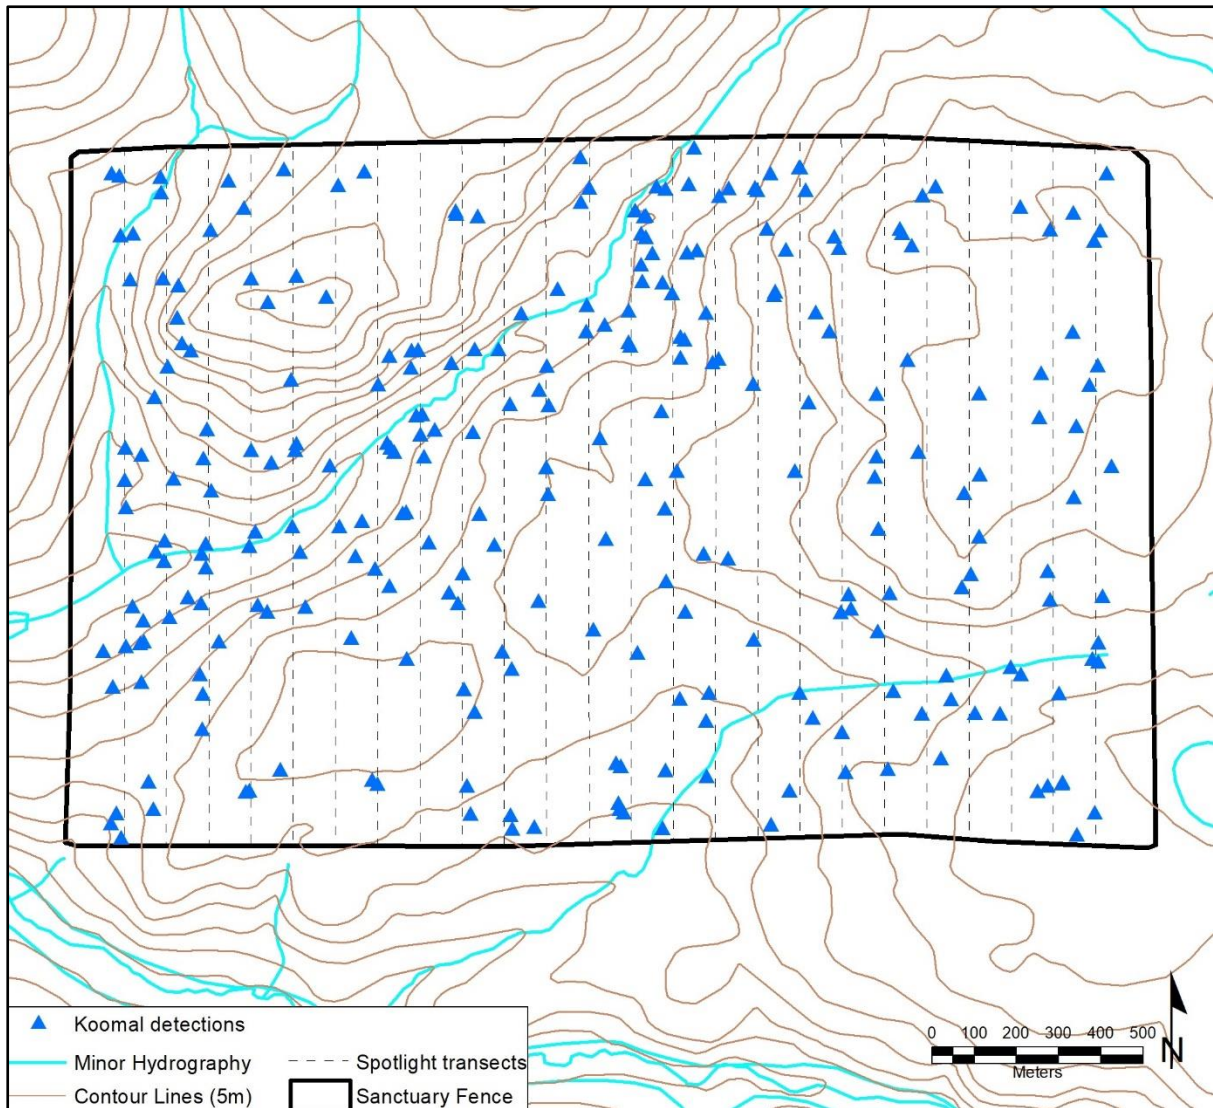 Koomal detections
Minor Hydrography
Spotlight transects
Contour Lines (5m)
Sanctuary Fence
0 100 200 300 400 500
Meters
N